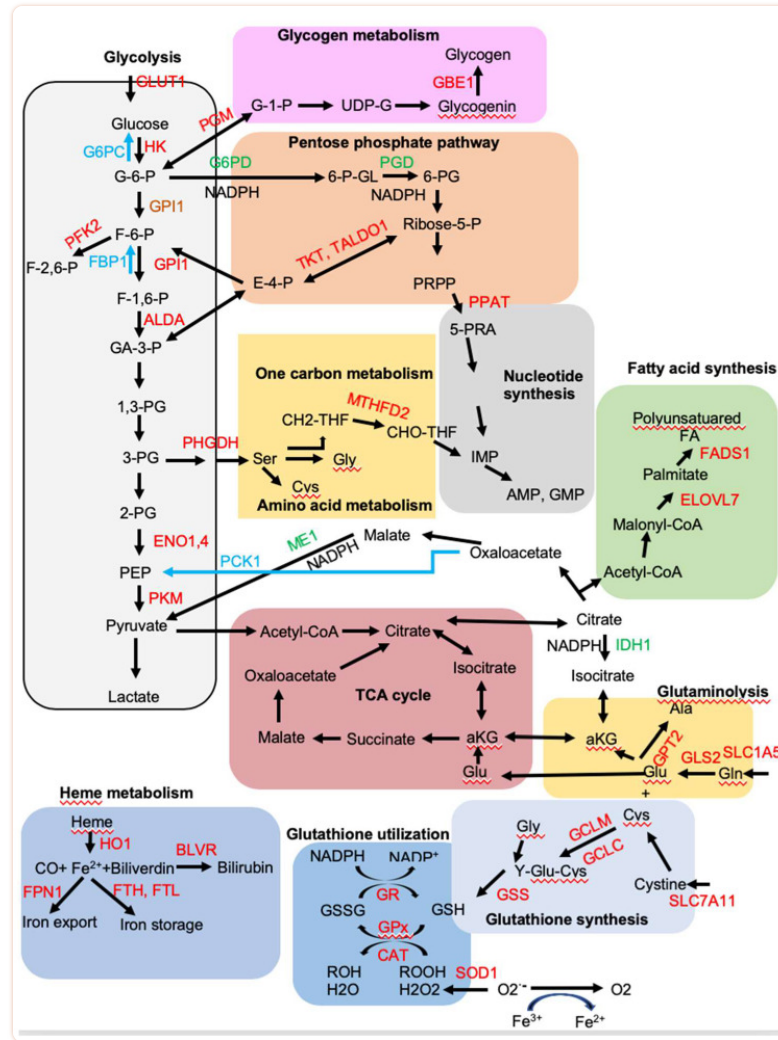 Glycogen metabolism
Glycogen
GBE1
G-1-P
UDP-G
Glycogenin
PGM
Glycolysis
GLUT1
Glucose
G6PC
HK
G-6-P
GPI1
F-6-P
PFK2
F-2,6-P
FBP1
GPI1
F-1,6-P
ALDA
GA-3-P
1,3-PG
3-PG
2-PG
ENO1,4
PEP
PKM
Pyruvate
Lactate
Pentose phosphate pathway
G6PD
NADPH
6-P-GL
PGD
6-PG
NADPH
Ribose-5-P
TKT, TALDO1
E-4-P
PRPP
PPAT
5-PRA
Nucleotide
synthesis
IMP
AMP, GMP
One carbon metabolism
MTHFD2
CH2-THF
CHO-THF
PHGDH
Ser
Gly
Cys
Amino acid metabolism
Fatty acid synthesis
Polyunsatuared
FA
FADS1
Palmitate
ELOVL7
Malonyl-CoA
Acetyl-CoA
ME1
NADPH
Malate
Oxaloacetate
PCK1
Citrate
NADPH
IDH1
Isocitrate
Acetyl-CoA
Citrate
Oxaloacetate
Isocitrate
TCA cycle
Malate
Succinate
aKG
Glu
Glutaminolysis
Ala
aKG
GPT2
Glu
GLS2
Gln
SLC1A5
+
Heme metabolism
Heme
HO1
CO+ Fe2++Biliverdin
BLVR
Bilirubin
FPN1
FTH, FTL
Iron export
Iron storage
Glutathione utilization
NADPH
NADP+
GR
GSSG
GSH
GPx
CAT
ROH
H2O
ROOH
H2O2
SOD1
O2·-
O2
Fe3+
Fe2+
Gly
GCLM
Cys
GCLC
Y-Glu-Cys
GSS
Cystine
SLC7A11
Glutathione synthesis